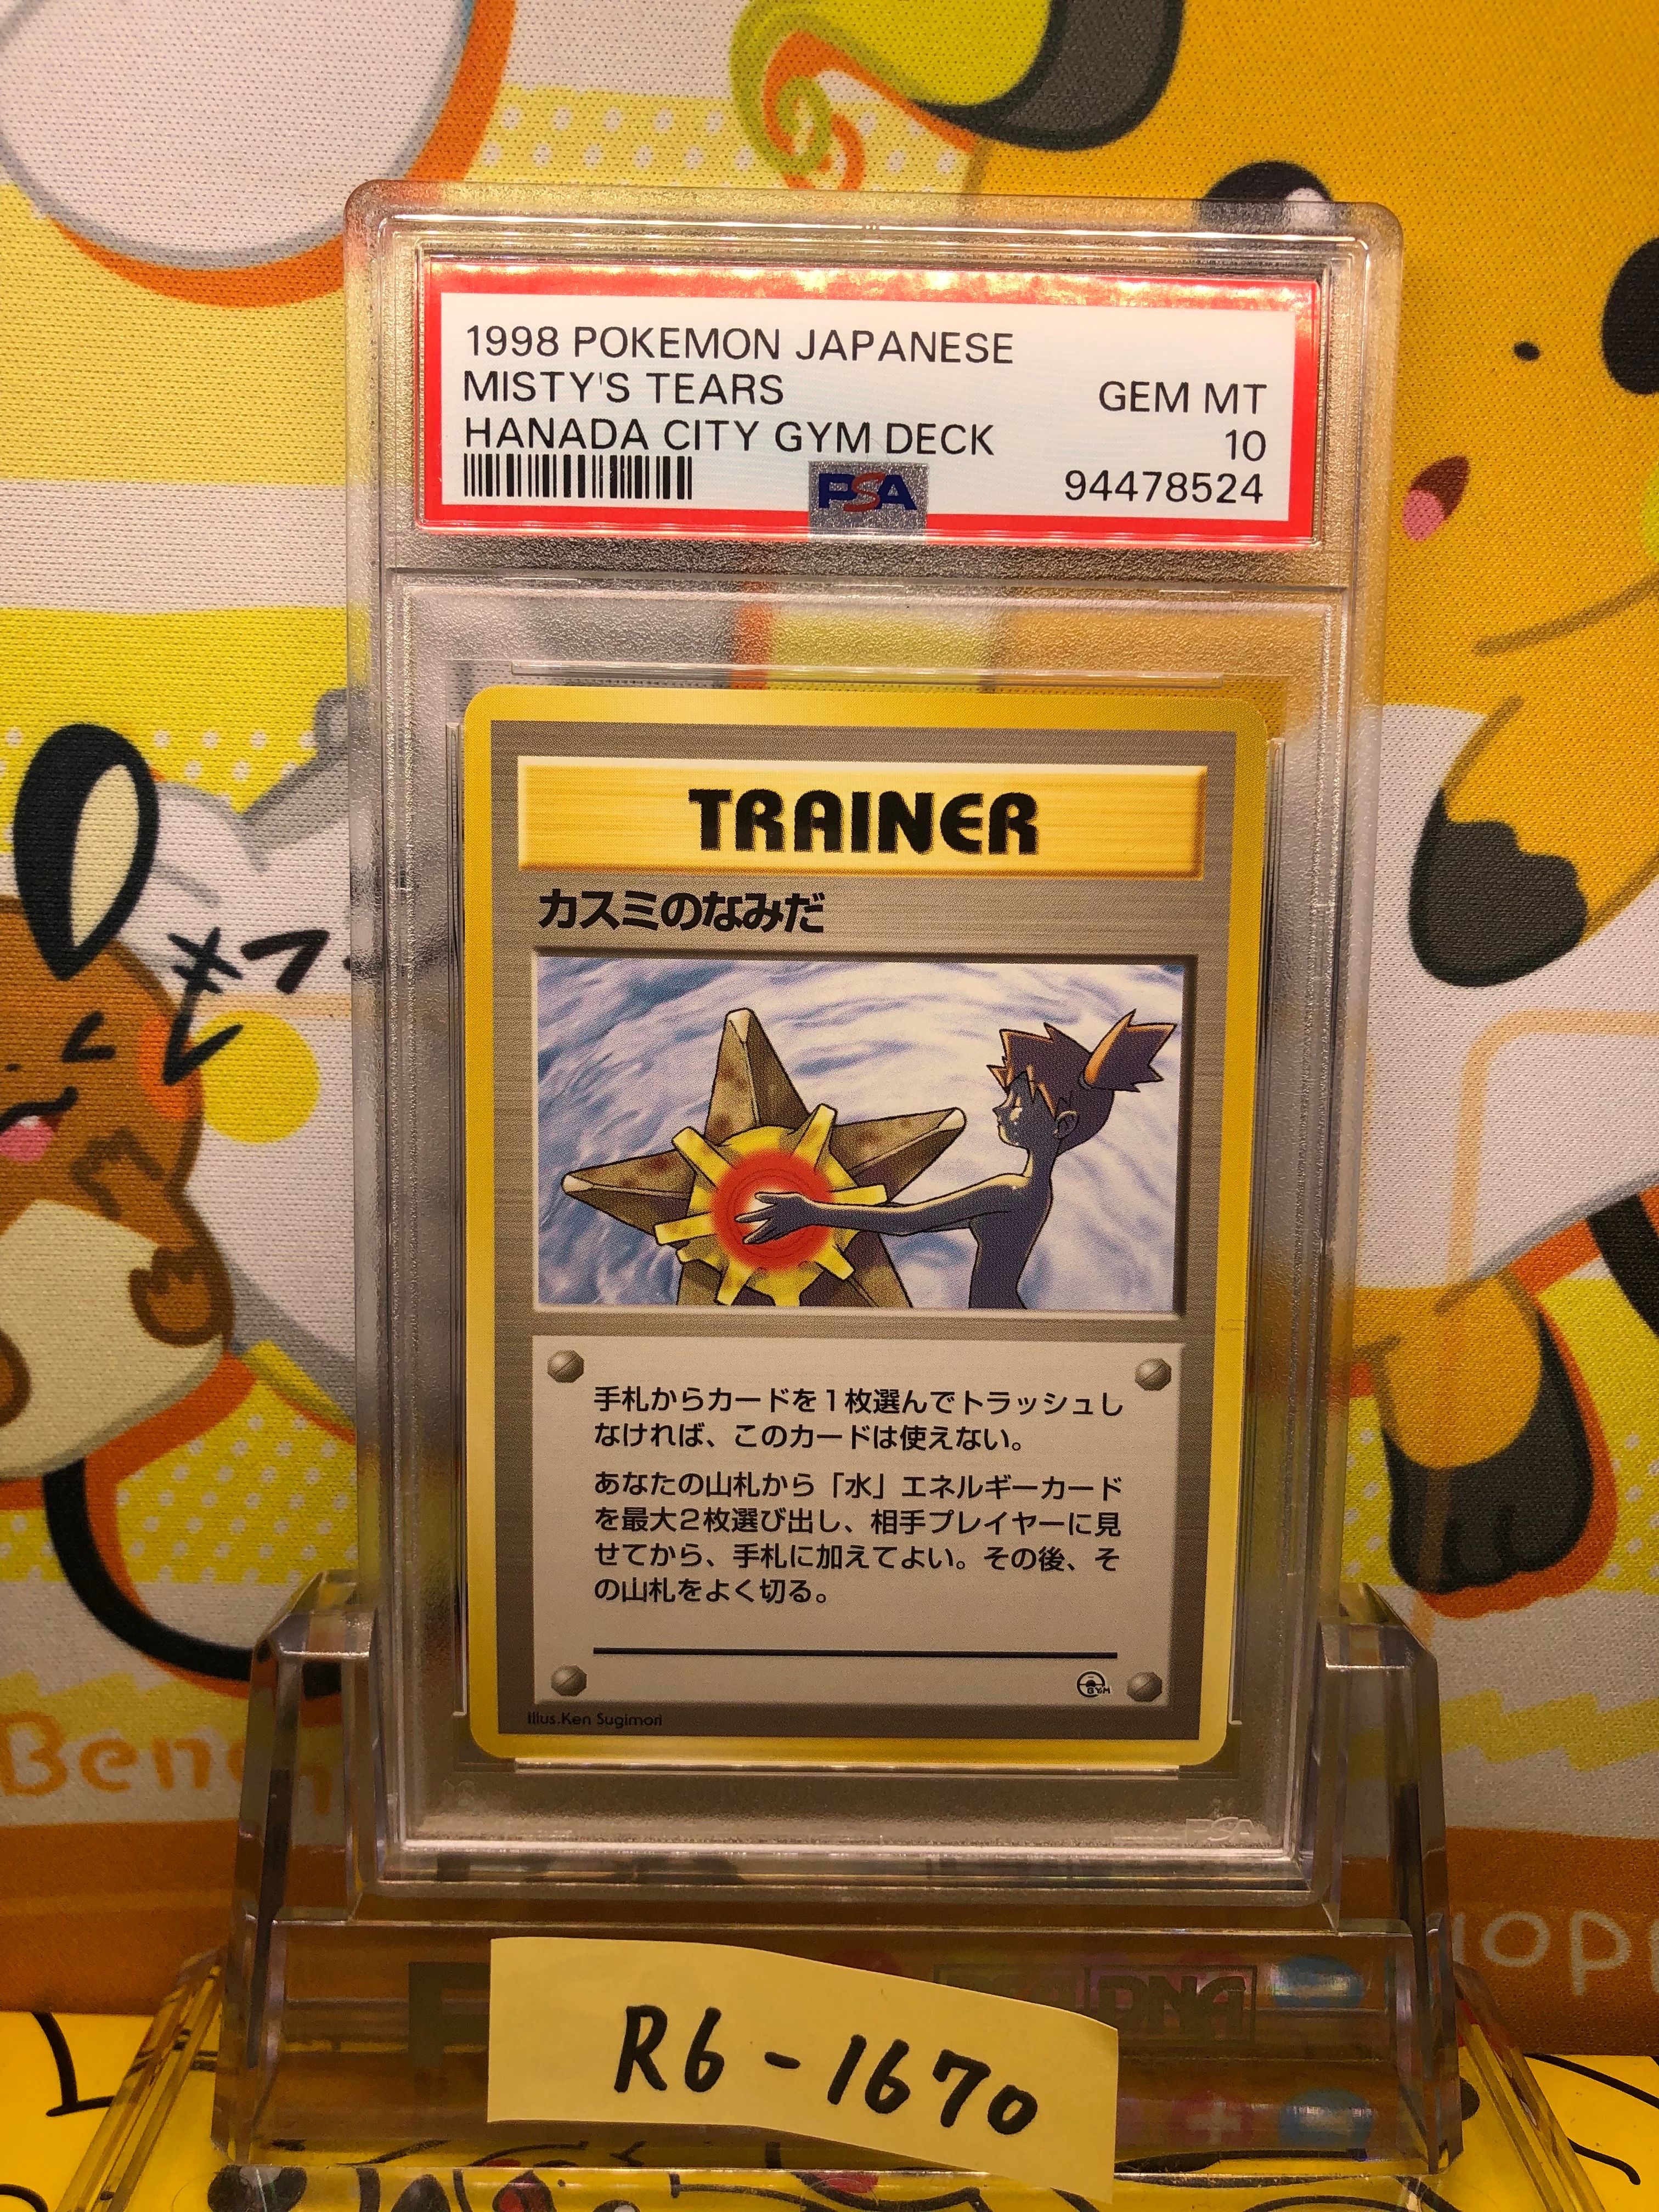 1998 POKEMON JAPANESE
MISTY'S TEARS
HANADA CITY GYM DECK
GEM MT
10
94478524
PSA
TRAINER
カスミのなみだ
手札からカードを1枚選んでトラッシュし
なければ、このカードは使えない。
あなたの山札から「水」エネルギーカード
を最大2枚選び出し、相手プレイヤーに見
せてから、手札に加えてよい。その後、そ
の山札をよく切る。
GYM
Illus.Ken Sugimori
PSA
R6-1670